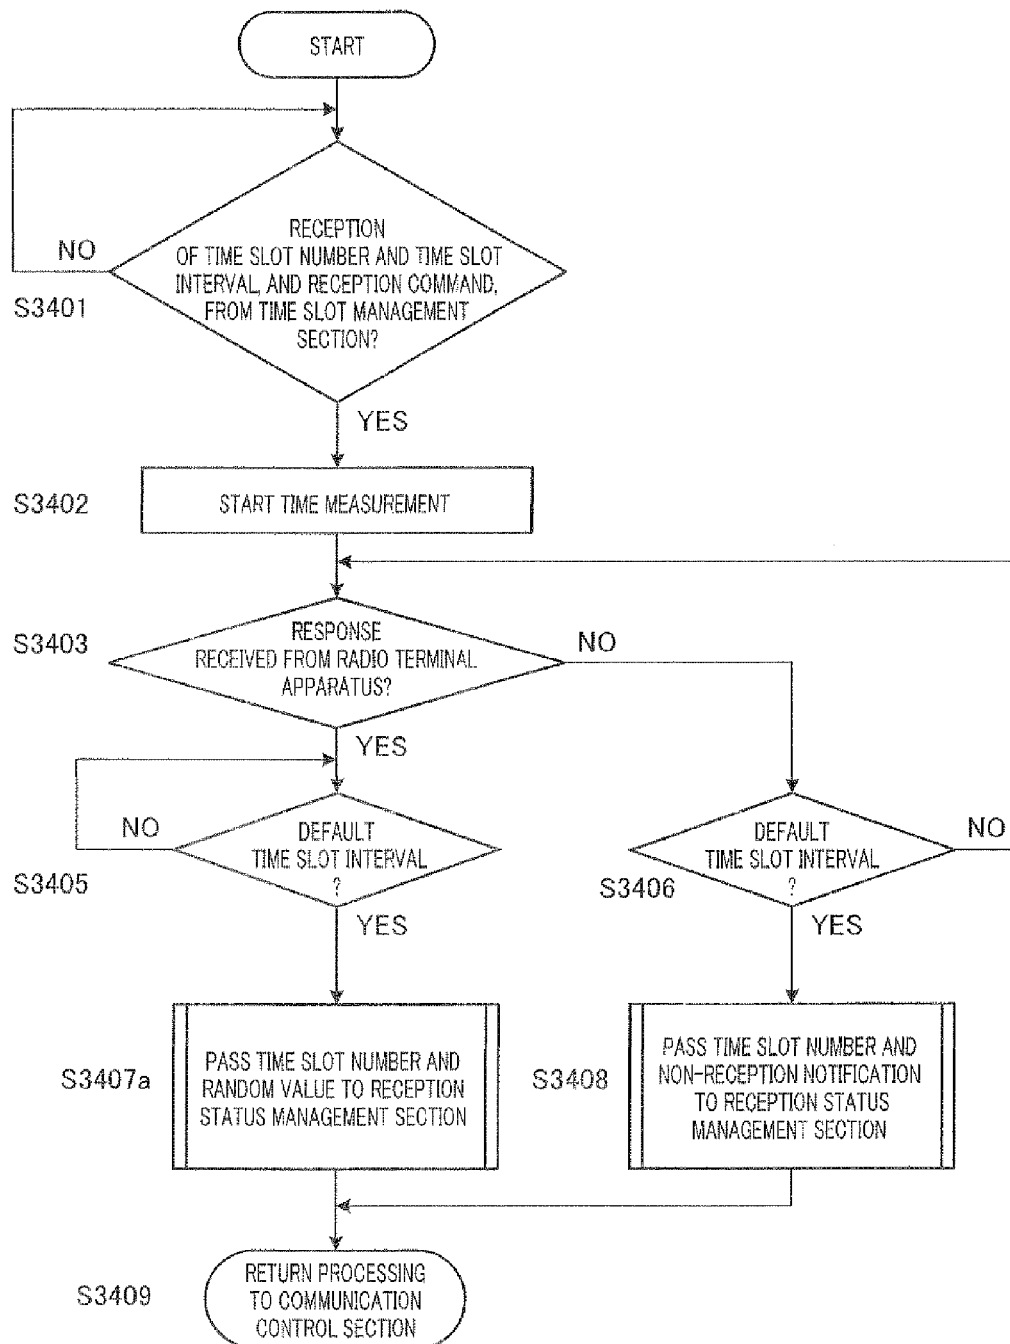 START
NO
RECEPTION
OF TIME SLOT NUMBER AND TIME SLOT
INTERVAL, AND RECEPTION COMMAND,
FROM TIME SLOT MANAGEMENT
SECTION?
S3401
YES
S3402
START TIME MEASUREMENT
S3403
RESPONSE
RECEIVED FROM RADIO TERMINAL
APPARATUS?
NO
YES
NO
DEFAULT
TIME SLOT INTERVAL
?
S3405
YES
DEFAULT
TIME SLOT INTERVAL
?
NO
S3406
YES
S3407a
PASS TIME SLOT NUMBER AND
RANDOM VALUE TO RECEPTION
STATUS MANAGEMENT SECTION
S3408
PASS TIME SLOT NUMBER AND
NON-RECEPTION NOTIFICATION
TO RECEPTION STATUS
MANAGEMENT SECTION
S3409
RETURN PROCESSING
TO COMMUNICATION
CONTROL SECTION